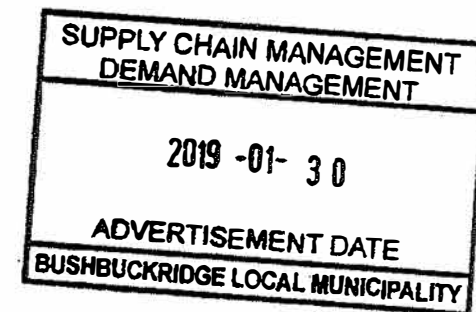 SUPPLY CHAIN MANAGEMENT
DEMAND MANAGEMENT
2019 -01- 30
ADVERTISEMENT DATE
BUSHBUCKRIDGE LOCAL MUNICIPALITY